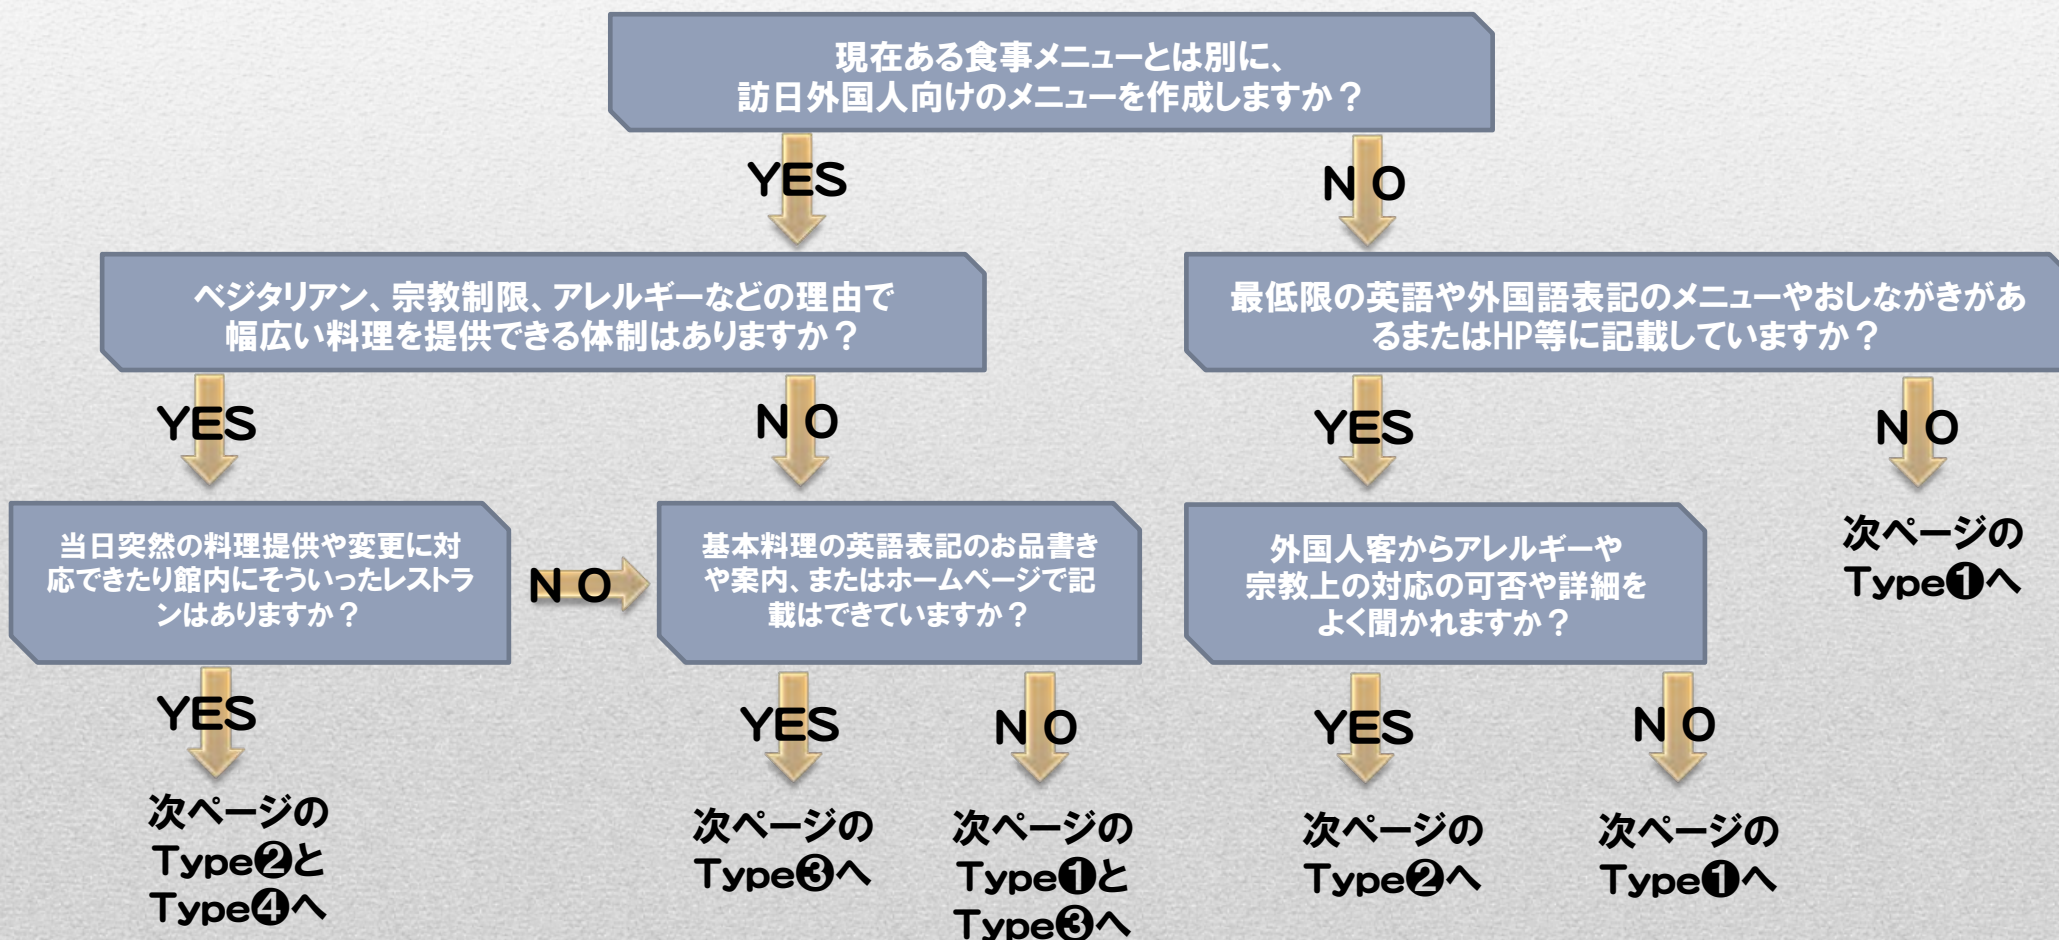 現在ある食事メニューとは別に、
訪日外国人向けのメニューを作成しますか？
YES
ＮＯ
ベジタリアン、宗教制限、アレルギーなどの理由で
幅広い料理を提供できる体制はありますか？
最低限の英語や外国語表記のメニューやおしながきがあ
るまたはHP等に記載していますか？
YES
ＮＯ
YES
ＮＯ
当日突然の料理提供や変更に対
応できたり館内にそういったレストラ
ンはありますか？
ＮＯ
基本料理の英語表記のお品書き
や案内、またはホームページで記
載はできていますか？
外国人客からアレルギーや
宗教上の対応の可否や詳細を
よく聞かれますか？
次ページの
Type❶へ
YES
YES
ＮＯ
YES
ＮＯ
次ページの
Type❷と
Type❹へ
次ページの
Type❸へ
次ページの
Type❶と
Type❸へ
次ページの
Type❷へ
次ページの
Type❶へ